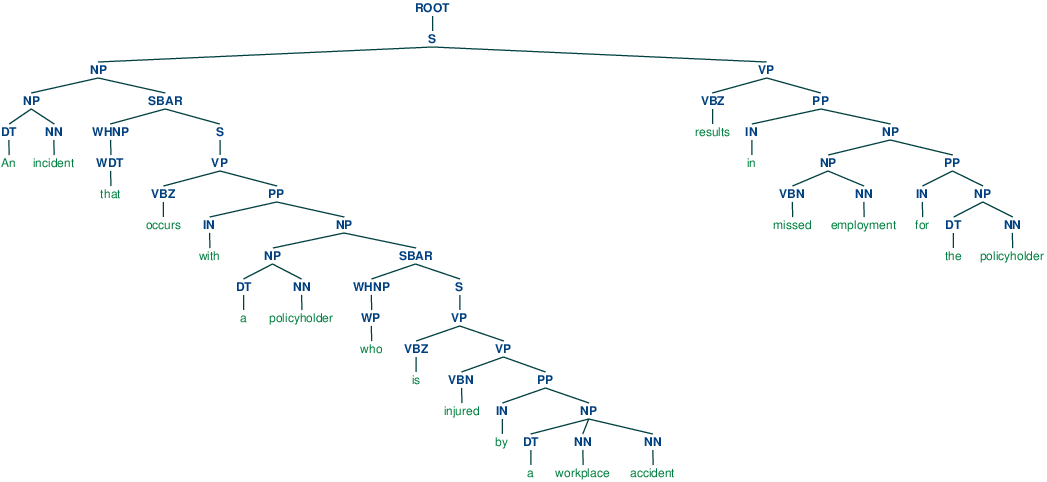 ROOT
S
NP VP
NP SBAR VBZ PP
DT NN WHNP S results IN NP
An incident WDT VP in NP PP
that VBZ PP VBN NN IN NP
occurs IN NP missed employment for DT NN
with NP SBAR the policyholder
DT NN WHNP S
a policyholder WP VP
who VBZ VP
is VBN PP
injured IN NP
by DT NN NN
a workplace accident